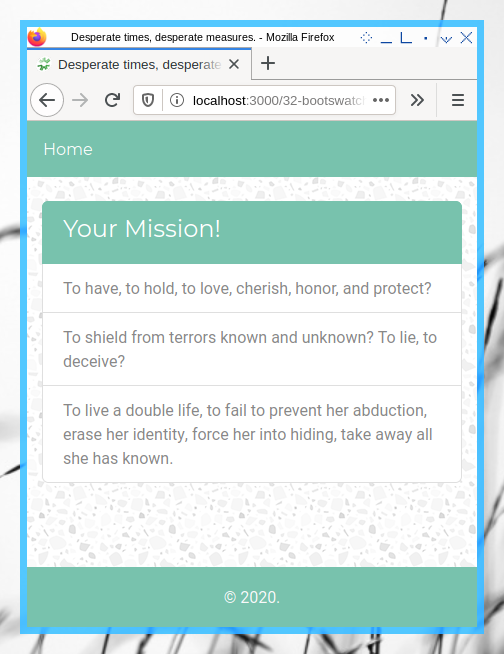 Desperate times, desperate measures. - Mozilla Firefox
Desperate times, desperate
localhost:3000/32-bootswatc
Home
Your Mission!
To have, to hold, to love, cherish, honor, and protect?
To shield from terrors known and unknown? To lie, to
deceive?
To live a double life, to fail to prevent her abduction,
erase her identity, force her into hiding, take away all
she has known.
© 2020.